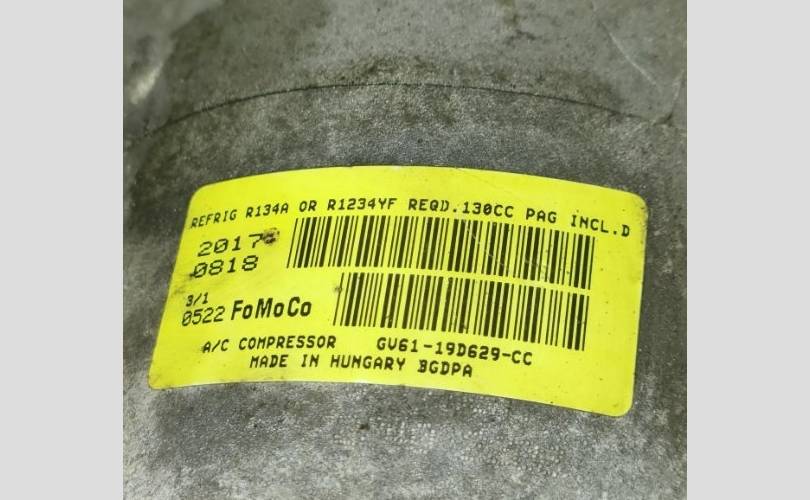 REFRIG R134A OR R1234YF REQD.130CC PAG INCL.D
2017
0818
3/1
0522 FoMoCo
A/C COMPRESSOR GV61-19D629-CC
MADE IN HUNGARY BGDPA